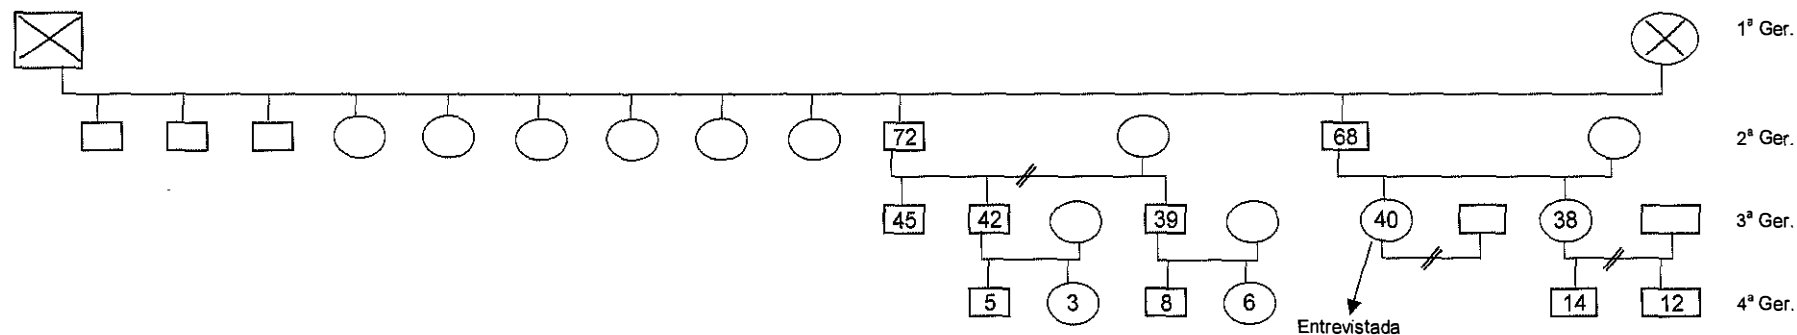 1ª Ger.
72 68 2ª Ger.
45 42 39 40 38 3ª Ger.
5 3 8 6 14 12 4ª Ger.
Entrevistada